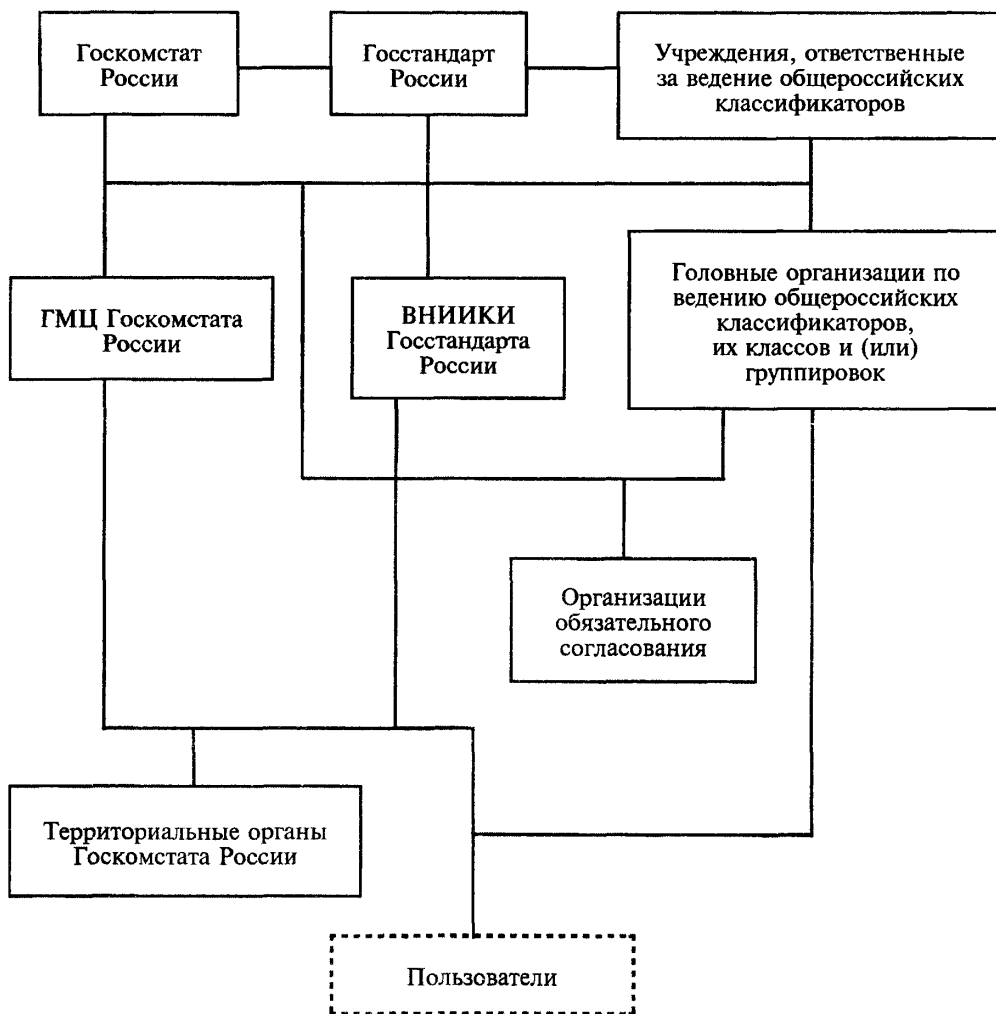 Госкомстат
России
Госстандарт
России
Учреждения, ответственные
за ведение общероссийских
классификаторов
ГМЦ Госкомстата
России
ВНИИКИ
Госстандарта
России
Головные организации по
ведению общероссийских
классификаторов,
их классов и (или)
группировок
Организации
обязательного
согласования
Территориальные органы
Госкомстата России
Пользователи